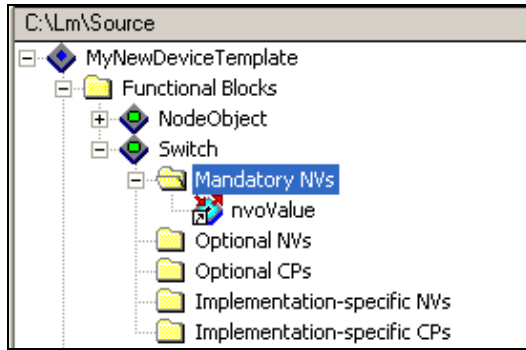 C:\Lm\Source
MyNewDeviceTemplate
Functional Blocks
NodeObject
Switch
Mandatory NVs
nvoValue
Optional NVs
Optional CPs
Implementation-specific NVs
Implementation-specific CPs